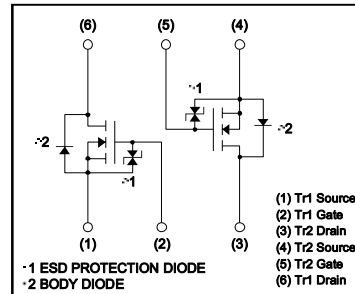 (6) (5) (4)
*1
*2
*2
*1
(1) (2) (3)
(1) Tr1 Source
(2) Tr1 Gate
(3) Tr2 Drain
(4) Tr2 Source
(5) Tr2 Gate
(6) Tr1 Drain
*1 ESD PROTECTION DIODE
*2 BODY DIODE